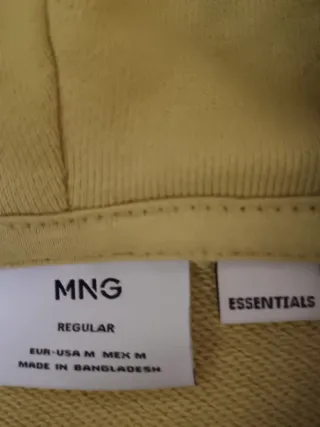 MNG
REGULAR
EUR-USA M MEX M
MADE IN BANGLADESH
ESSENTIALS